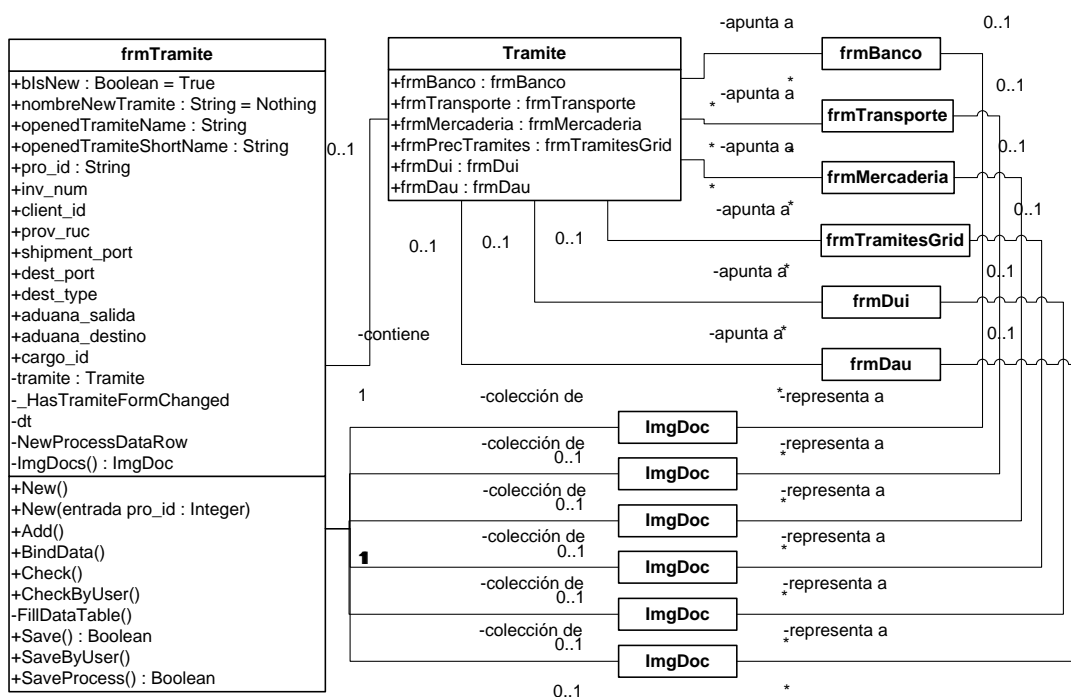 frmTramite
+bIsNew : Boolean = True
+nombreNewTramite : String = Nothing
+openedTramiteName : String
+openedTramiteShortName : String
+pro_id : String
+inv_num
+client_id
+prov_ruc
+shipment_port
+dest_port
+dest_type
+aduana_salida
+aduana_destino
+cargo_id
-tramite : Tramite
-_HasTramiteFormChanged
-dt
-NewProcessDataRow
-ImgDocs() : ImgDoc
+New()
+New(entrada pro_id : Integer)
+Add()
+BindData()
+Check()
+CheckByUser()
-FillDataTable()
+Save() : Boolean
+SaveByUser()
+SaveProcess() : Boolean
0..1
-contiene
1
1
Tramite
+frmBanco : frmBanco
+frmTransporte : frmTransporte
+frmMercaderia : frmMercaderia
+frmPrecTramites : frmTramitesGrid
+frmDui : frmDui
+frmDau : frmDau
0..1
0..1
0..1
-apunta a
0..1
frmBanco
*
-apunta a
0..1
*
frmTransporte
0..1
*
-apunta a
*
frmMercaderia
*
-apunta a
*
0..1
frmTramitesGrid
-apunta a
*
0..1
frmDui
-apunta a
*
0..1
frmDau
-colección de
*
-representa a
ImgDoc
-colección de
0..1
*
-representa a
ImgDoc
-colección de
0..1
*
-representa a
ImgDoc
-colección de
0..1
*
-representa a
ImgDoc
-colección de
0..1
*
-representa a
ImgDoc
-colección de
0..1
*
-representa a
ImgDoc
0..1
*